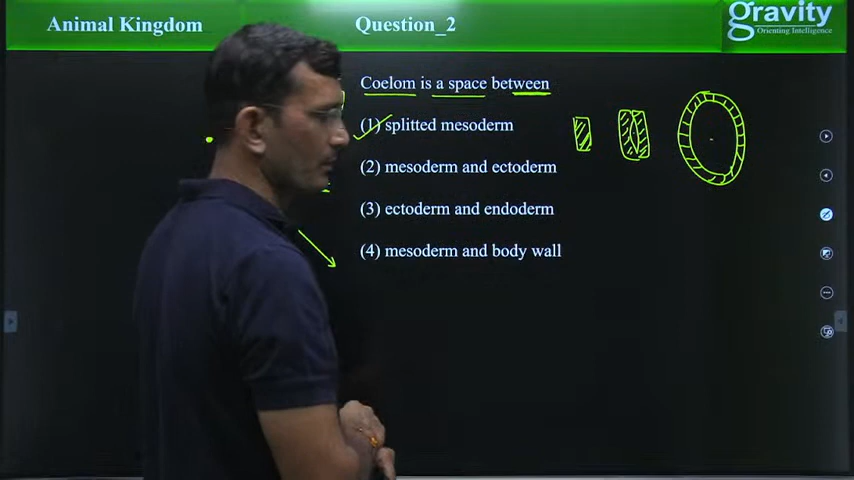 Animal Kingdom
Question_2
gravity
Orienting Intelligence
Coelom is a space between
(1) splitted mesoderm
(2) mesoderm and ectoderm
(3) ectoderm and endoderm
(4) mesoderm and body wall